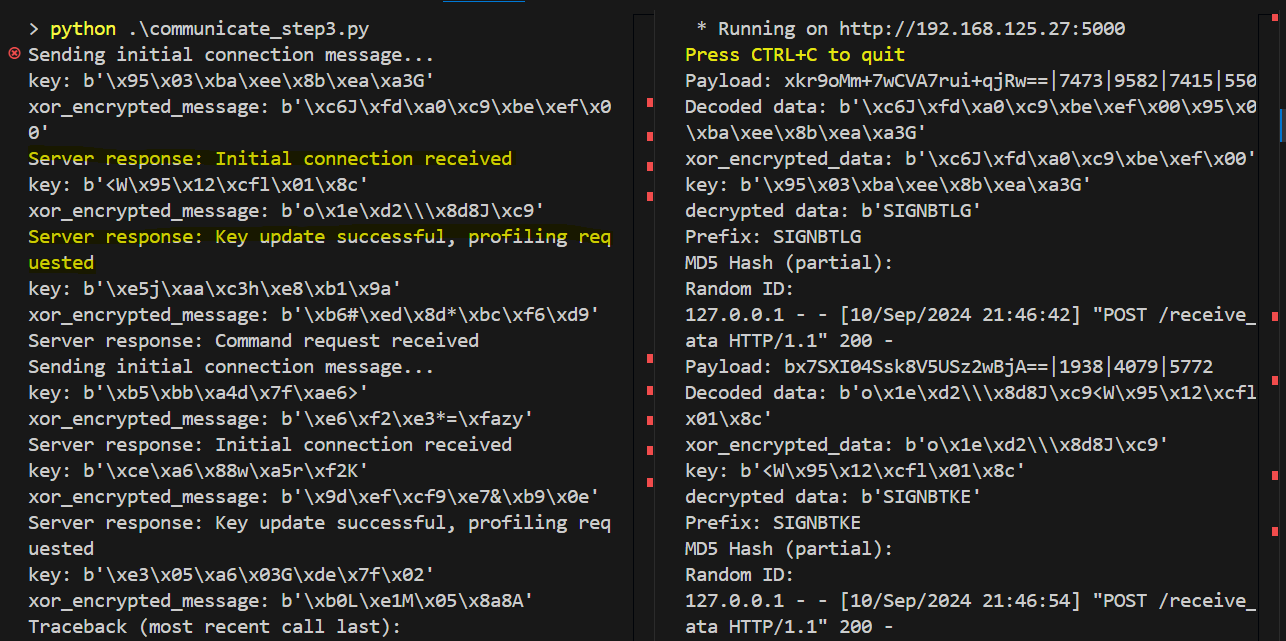 > python .\communicate_step3.py
Sending initial connection message...
key: b'\x95\x03\xba\xee\x8b\xea\xa3G'
xor_encrypted_message: b'\xc6J\xfd\xa0\xc9\xbe\xef\x0
0'
Server response: Initial connection received
key: b'<W\x95\x12\xcfl\x01\x8c'
xor_encrypted_message: b'o\x1e\xd2\\\x8d8J\xc9'
Server response: Key update successful, profiling req
uested
key: b'\xe5j\xaa\xc3h\xe8\xb1\x9a'
xor_encrypted_message: b'\xb6#\xed\x8d*\xbc\xf6\xd9'
Server response: Command request received
Sending initial connection message...
key: b'\xb5\xbb\xa4d\x7f\xae6>'
xor_encrypted_message: b'\xe6\xf2\xe3*=\xfazy'
Server response: Initial connection received
key: b'\xce\xa6\x88w\xa5r\xf2K'
xor_encrypted_message: b'\x9d\xef\xcf9\xe7&\xb9\x0e'
Server response: Key update successful, profiling req
uested
key: b'\xe3\x05\xa6\x03G\xde\x7f\x02'
xor_encrypted_message: b'\xb0L\xe1M\x05\x8a8A'
Traceback (most recent call last):
* Running on http://192.168.125.27:5000
Press CTRL+C to quit
Payload: xkr9oMm+7wCVA7rui+qjRw==|7473|9582|7415|550
Decoded data: b'\xc6J\xfd\xa0\xc9\xbe\xef\x00\x95\x0
\xba\xee\x8b\xea\xa3G'
xor_encrypted_data: b'\xc6J\xfd\xa0\xc9\xbe\xef\x00'
key: b'\x95\x03\xba\xee\x8b\xea\xa3G'
decrypted data: b'SIGNBTLG'
Prefix: SIGNBTLG
MD5 Hash (partial):
Random ID:
127.0.0.1 - - [10/Sep/2024 21:46:42] "POST /receive_
ata HTTP/1.1" 200 -
Payload: bx7SXI04Ssk8V5USz2wBjA==|1938|4079|5772
Decoded data: b'o\x1e\xd2\\\x8d8J\xc9<W\x95\x12\xcfl
x01\x8c'
xor_encrypted_data: b'o\x1e\xd2\\\x8d8J\xc9'
key: b'<W\x95\x12\xcfl\x01\x8c'
decrypted data: b'SIGNBTKE'
Prefix: SIGNBTKE
MD5 Hash (partial):
Random ID:
127.0.0.1 - - [10/Sep/2024 21:46:54] "POST /receive_
ata HTTP/1.1" 200 -